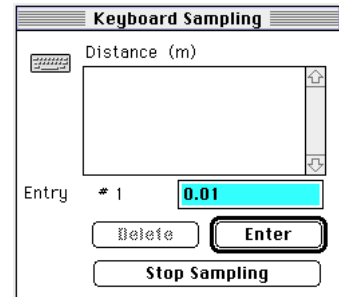 Keyboard Sampling
Distance (m)
Entry # 1 0.01
Delete Enter
Stop Sampling